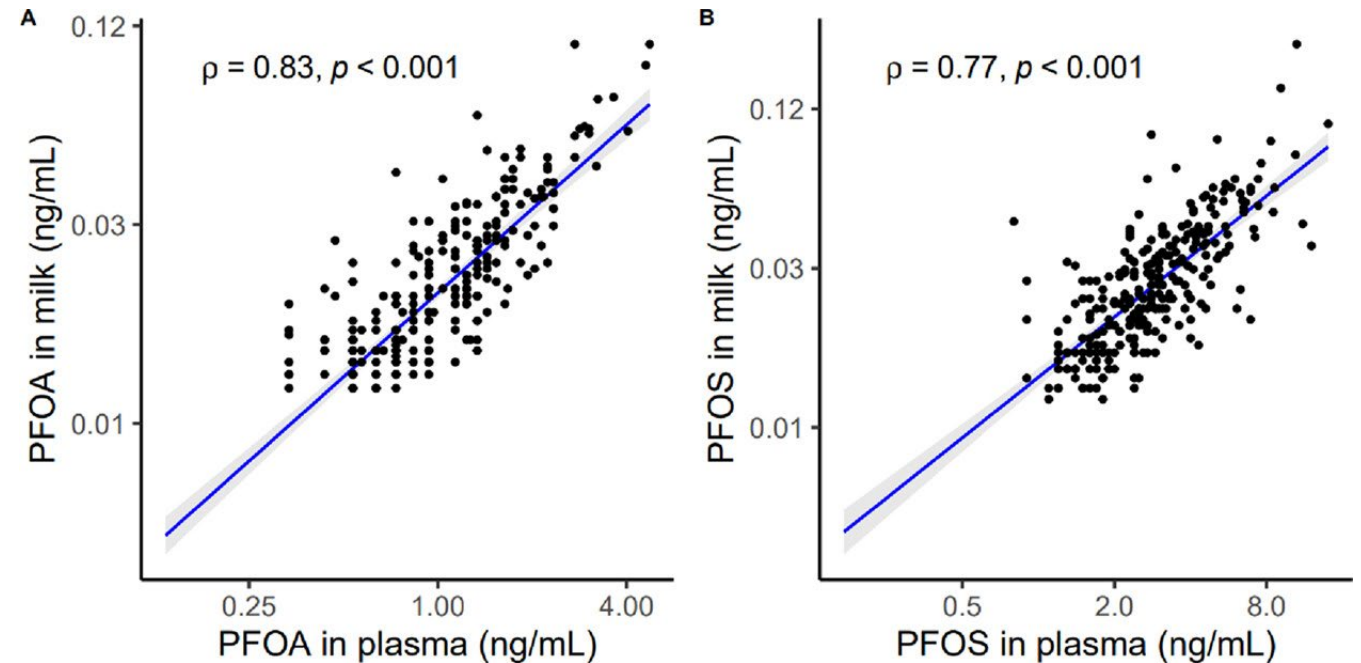 A
ρ = 0.83, p < 0.001
0.12
0.03
0.01
PFOA in milk (ng/mL)
0.25 1.00 4.00
PFOA in plasma (ng/mL)
B
ρ = 0.77, p < 0.001
0.12
0.03
0.01
PFOS in milk (ng/mL)
0.5 2.0 8.0
PFOS in plasma (ng/mL)